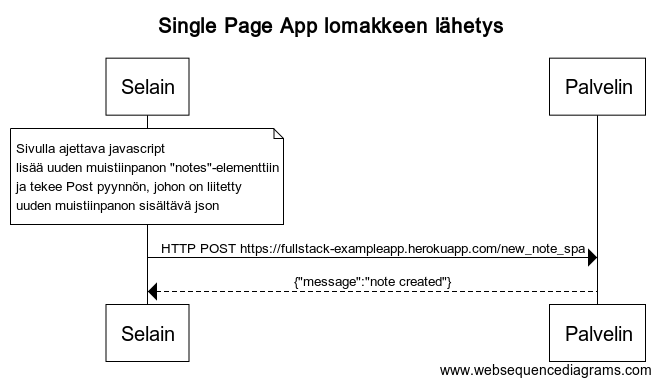 Single Page App lomakkeen lähetys
Selain
Palvelin
Sivulla ajettava javascript
lisää uuden muistiinpanon "notes"-elementtiin
ja tekee Post pyynnön, johon on liitetty
uuden muistiinpanon sisältävä json
HTTP POST https://fullstack-exampleapp.herokuapp.com/new_note_spa
{"message":"note created"}
Selain
Palvelin
www.websequencediagrams.com